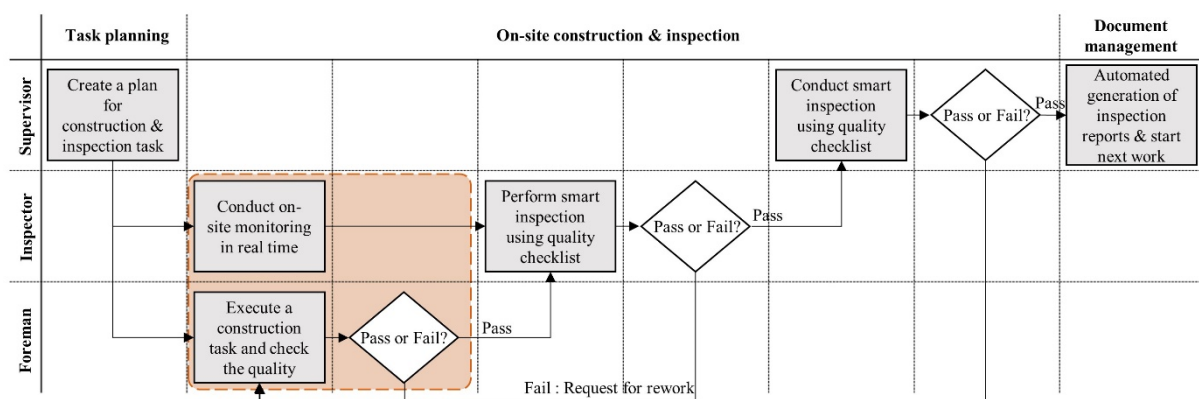 Task planning
On-site construction & inspection
Document
management
Supervisor
Create a plan
for
construction &
inspection task
Conduct smart
inspection
using quality
checklist
Pass or Fail?
Pass
Automated
generation of
inspection
reports & start
next work
Inspector
Conduct on-
site monitoring
in real time
Perform smart
inspection
using quality
checklist
Pass or Fail?
Pass
Foreman
Execute a
construction
task and check
the quality
Pass or Fail?
Pass
Fail : Request for rework